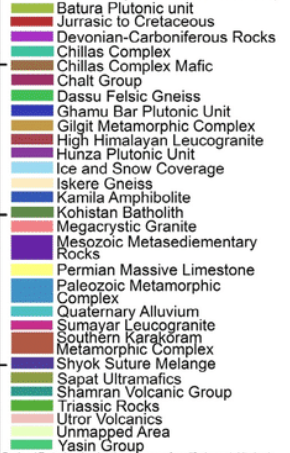 Batura Plutonic unit
Jurrasic to Cretaceous
Devonian-Carboniferous Rocks
Chillas Complex
Chillas Complex Mafic
Chalt Group
Dassu Felsic Gneiss
Ghamu Bar Plutonic Unit
Gilgit Metamorphic Complex
High Himalayan Leucogranite
Hunza Plutonic Unit
Ice and Snow Coverage
Iskere Gneiss
Kamila Amphibolite
Kohistan Batholith
Megacrystic Granite
Mesozoic Metasediementary
Rocks
Permian Massive Limestone
Paleozoic Metamorphic
Complex
Quaternary Alluvium
Sumayar Leucogranite
Southern Karakoram
Metamorphic Complex
Shyok Suture Melange
Sapat Ultramafics
Shamran Volcanic Group
Triassic Rocks
Utror Volcanics
Unmapped Area
Yasin Group